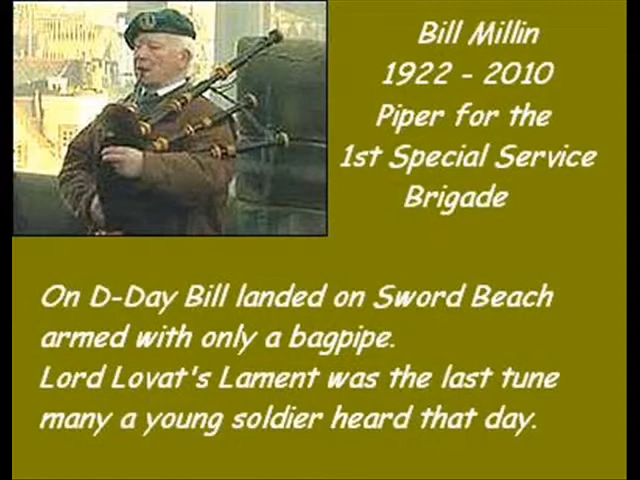 Bill Millin
1922 - 2010
Piper for the
1st Special Service
Brigade
On D-Day Bill landed on Sword Beach
armed with only a bagpipe.
Lord Lovat's Lament was the last tune
many a young soldier heard that day.